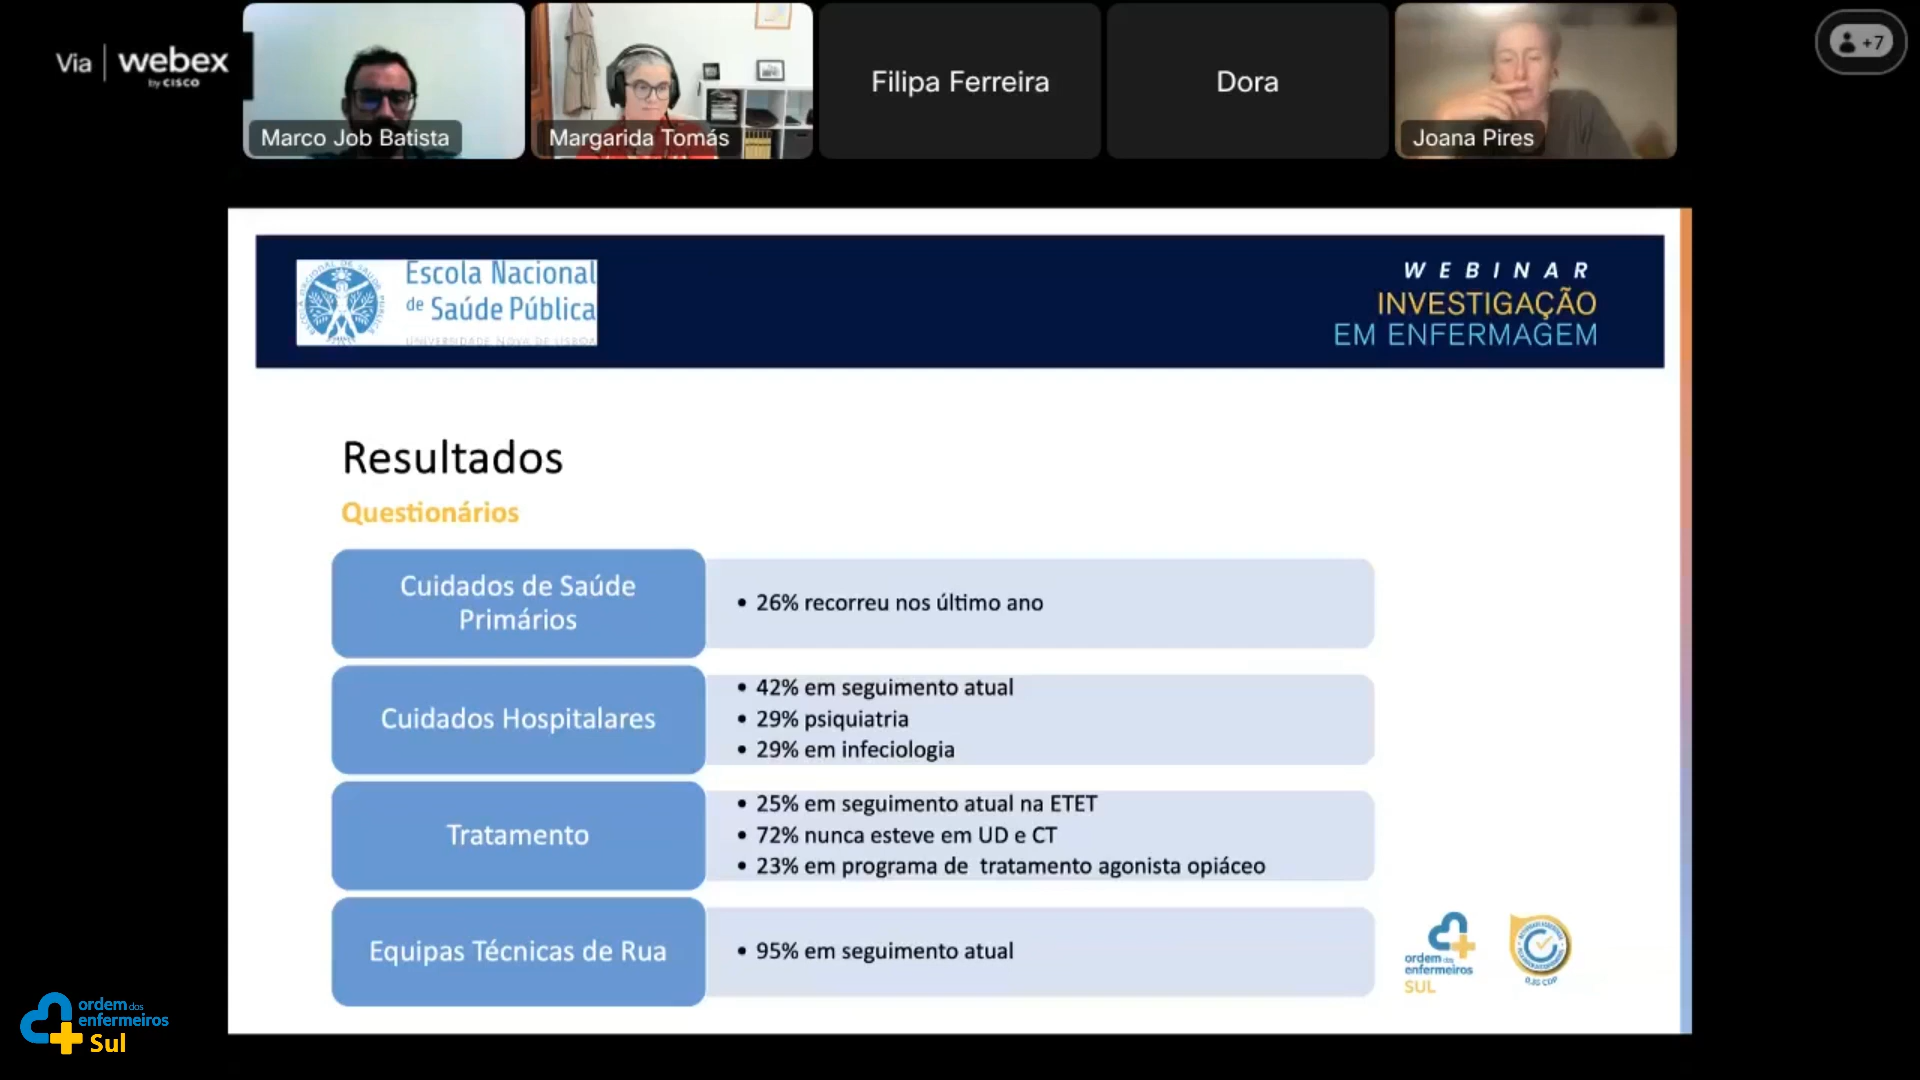 Via webex
by CISCO
Marco Job Batista
Margarida Tomás
Filipa Ferreira
Dora
Joana Pires
+7
Escola Nacional
de Saúde Pública
UNIVERSIDADE NOVA DE LISBOA
WEBINAR
INVESTIGAÇÃO
EM ENFERMAGEM
Resultados
Questionários
Cuidados de Saúde
Primários
• 26% recorreu nos último ano
Cuidados Hospitalares
• 42% em seguimento atual
• 29% psiquiatria
• 29% em infeciologia
Tratamento
• 25% em seguimento atual na ETET
• 72% nunca esteve em UD e CT
• 23% em programa de tratamento agonista opiáceo
Equipas Técnicas de Rua
• 95% em seguimento atual
ordem dos
enfermeiros
SUL
ordem dos
enfermeiros
Sul